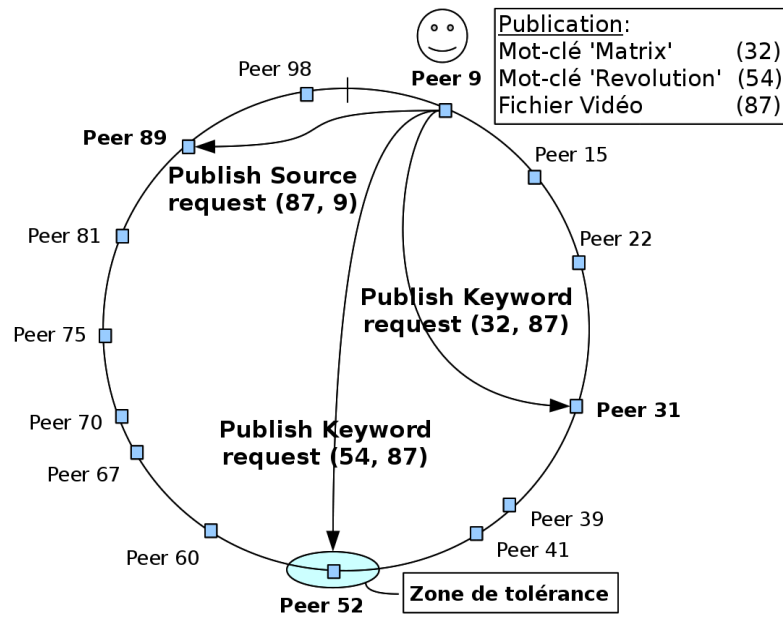 Publication:
Mot-clé 'Matrix' (32)
Mot-clé 'Revolution' (54)
Fichier Vidéo (87)
Peer 98
Peer 9
Peer 89
Peer 15
Publish Source
request (87, 9)
Peer 81
Peer 22
Publish Keyword
request (32, 87)
Peer 75
Peer 31
Peer 70
Publish Keyword
request (54, 87)
Peer 67
Peer 39
Peer 41
Peer 60
Peer 52
Zone de tolérance